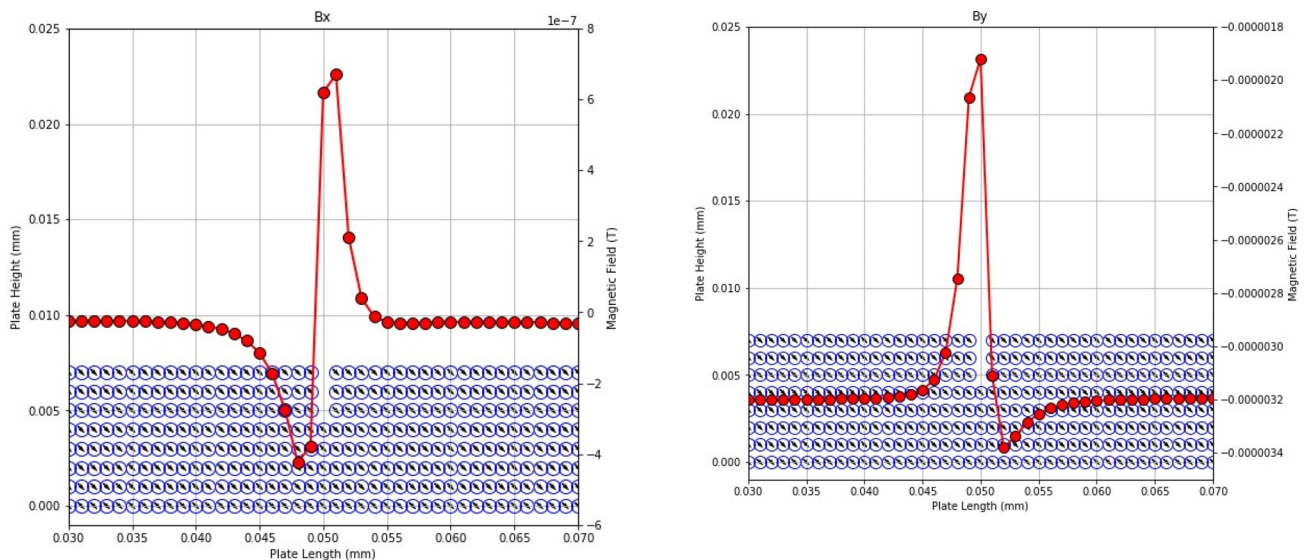 Bx
1e−7
0.025
0.020
0.015
0.010
0.005
0.000
Plate Height (mm)
8
6
4
2
0
−2
−4
−6
Magnetic Field (T)
0.030 0.035 0.040 0.045 0.050 0.055 0.060 0.065 0.070
Plate Length (mm)
By
0.025
0.020
0.015
0.010
0.005
0.000
Plate Height (mm)
−0.0000018
−0.0000020
−0.0000022
−0.0000024
−0.0000026
−0.0000028
−0.0000030
−0.0000032
−0.0000034
Magnetic Field (T)
0.030 0.035 0.040 0.045 0.050 0.055 0.060 0.065 0.070
Plate Length (mm)